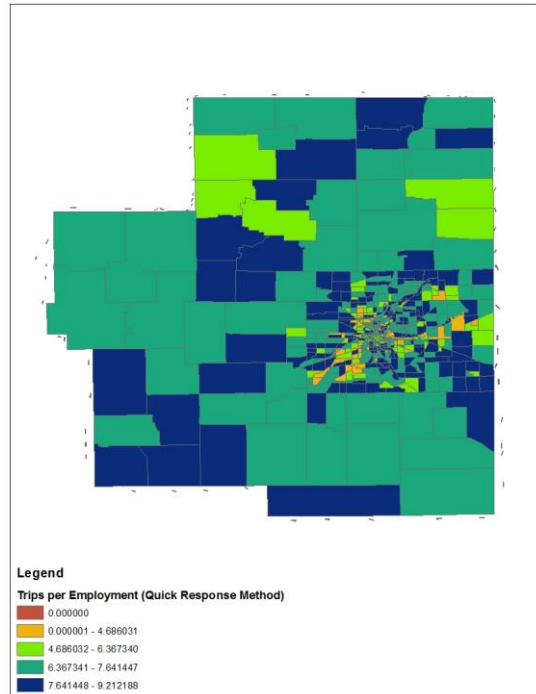 Legend
Trips per Employment (Quick Response Method)
0.000000
0.000001 - 4.686031
4.686032 - 6.367340
6.367341 - 7.641447
7.641448 - 9.212188